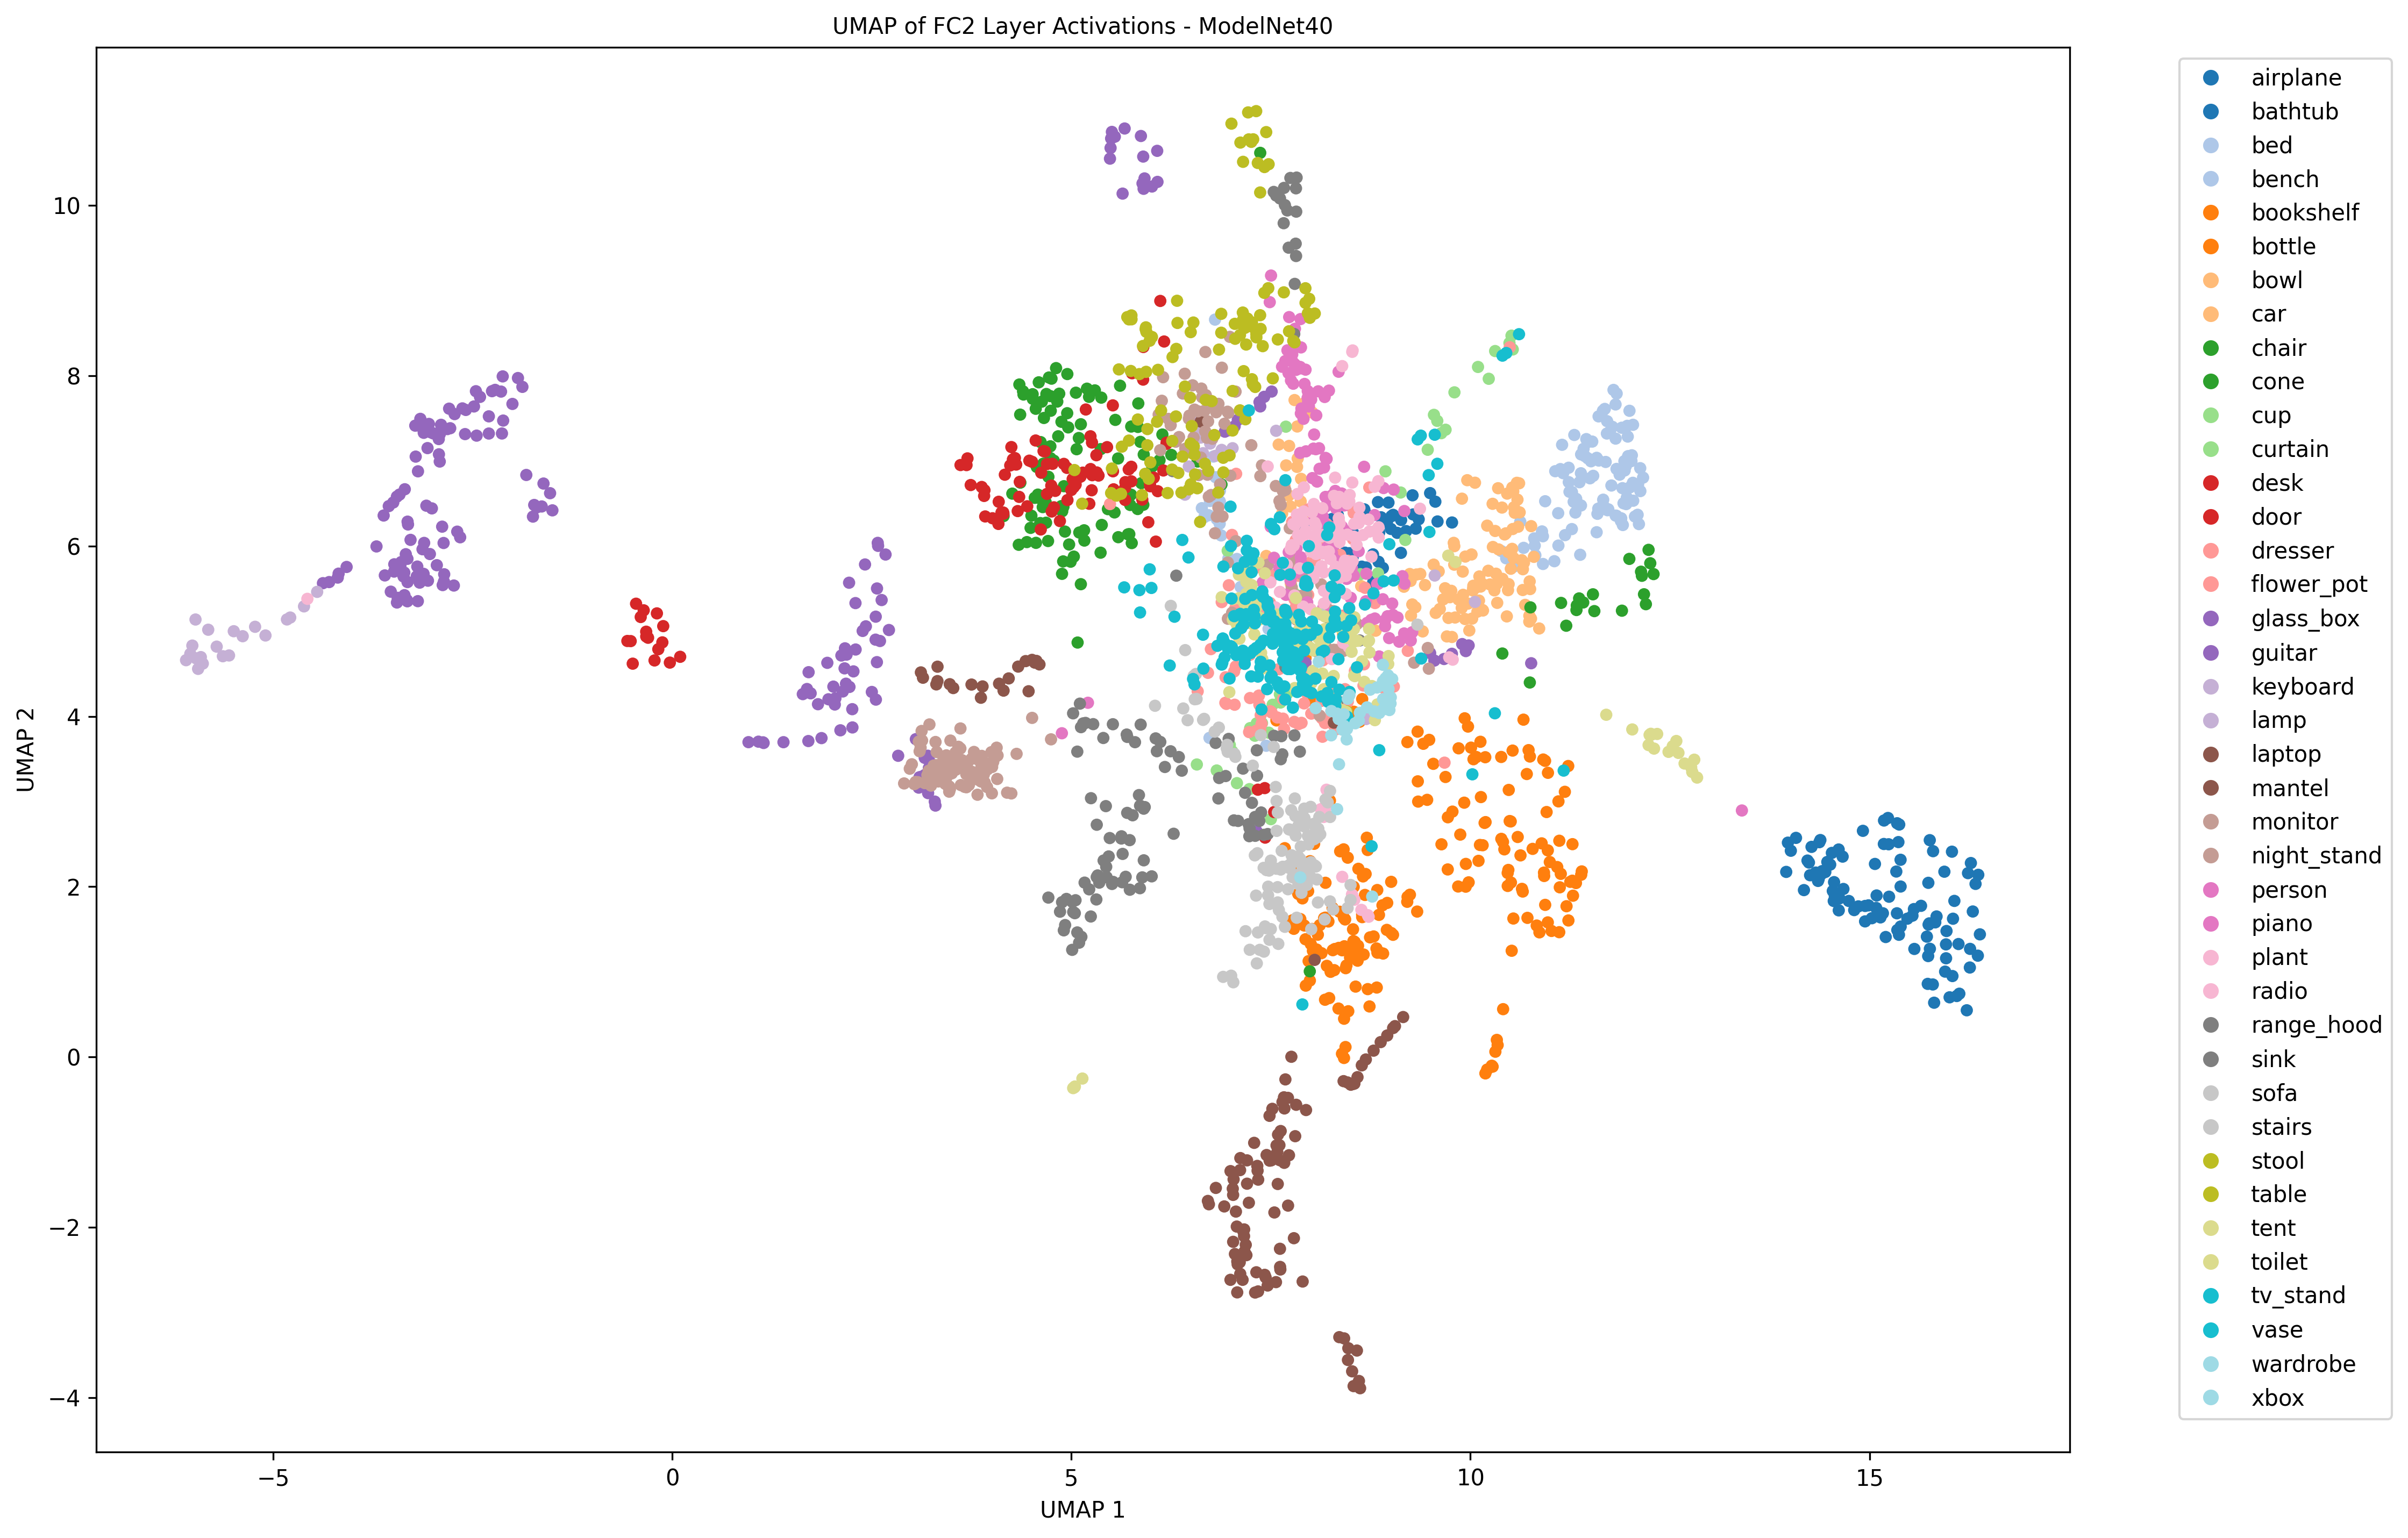 UMAP of FC2 Layer Activations - ModelNet40
10
8
6
4
2
0
−2
−4
UMAP 2
−5
0
5
10
15
UMAP 1
airplane
bathtub
bed
bench
bookshelf
bottle
bowl
car
chair
cone
cup
curtain
desk
door
dresser
flower_pot
glass_box
guitar
keyboard
lamp
laptop
mantel
monitor
night_stand
person
piano
plant
radio
range_hood
sink
sofa
stairs
stool
table
tent
toilet
tv_stand
vase
wardrobe
xbox